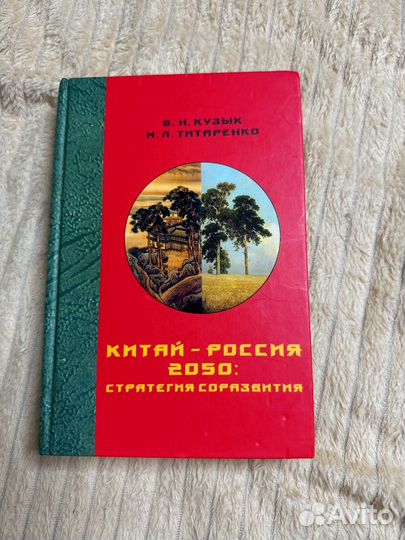 Б. Н. КУЗЫК
М. Л. ТИТАРЕНКО
КИТАЙ - РОССИЯ
2050:
СТРАТЕГИЯ СОРАЗВИТИЯ
Avito